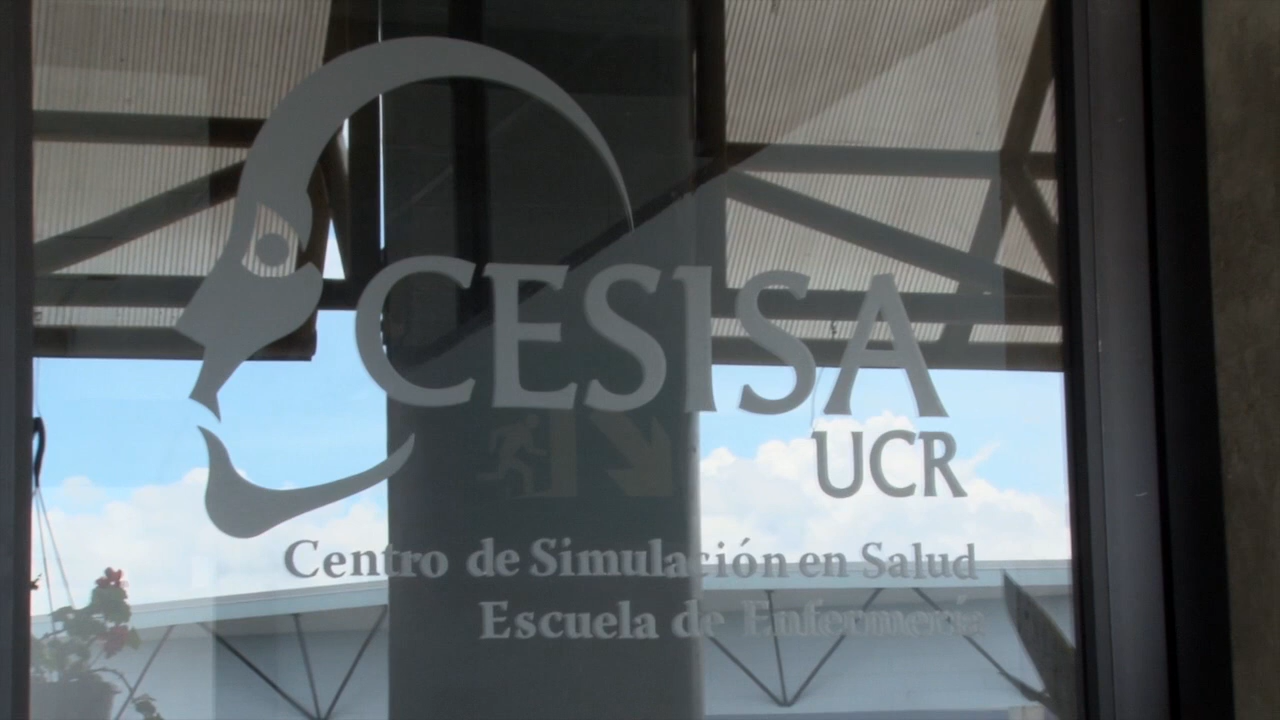 CESISA
UCR
Centro de Simulación en Salud
Escuela de Enfermería